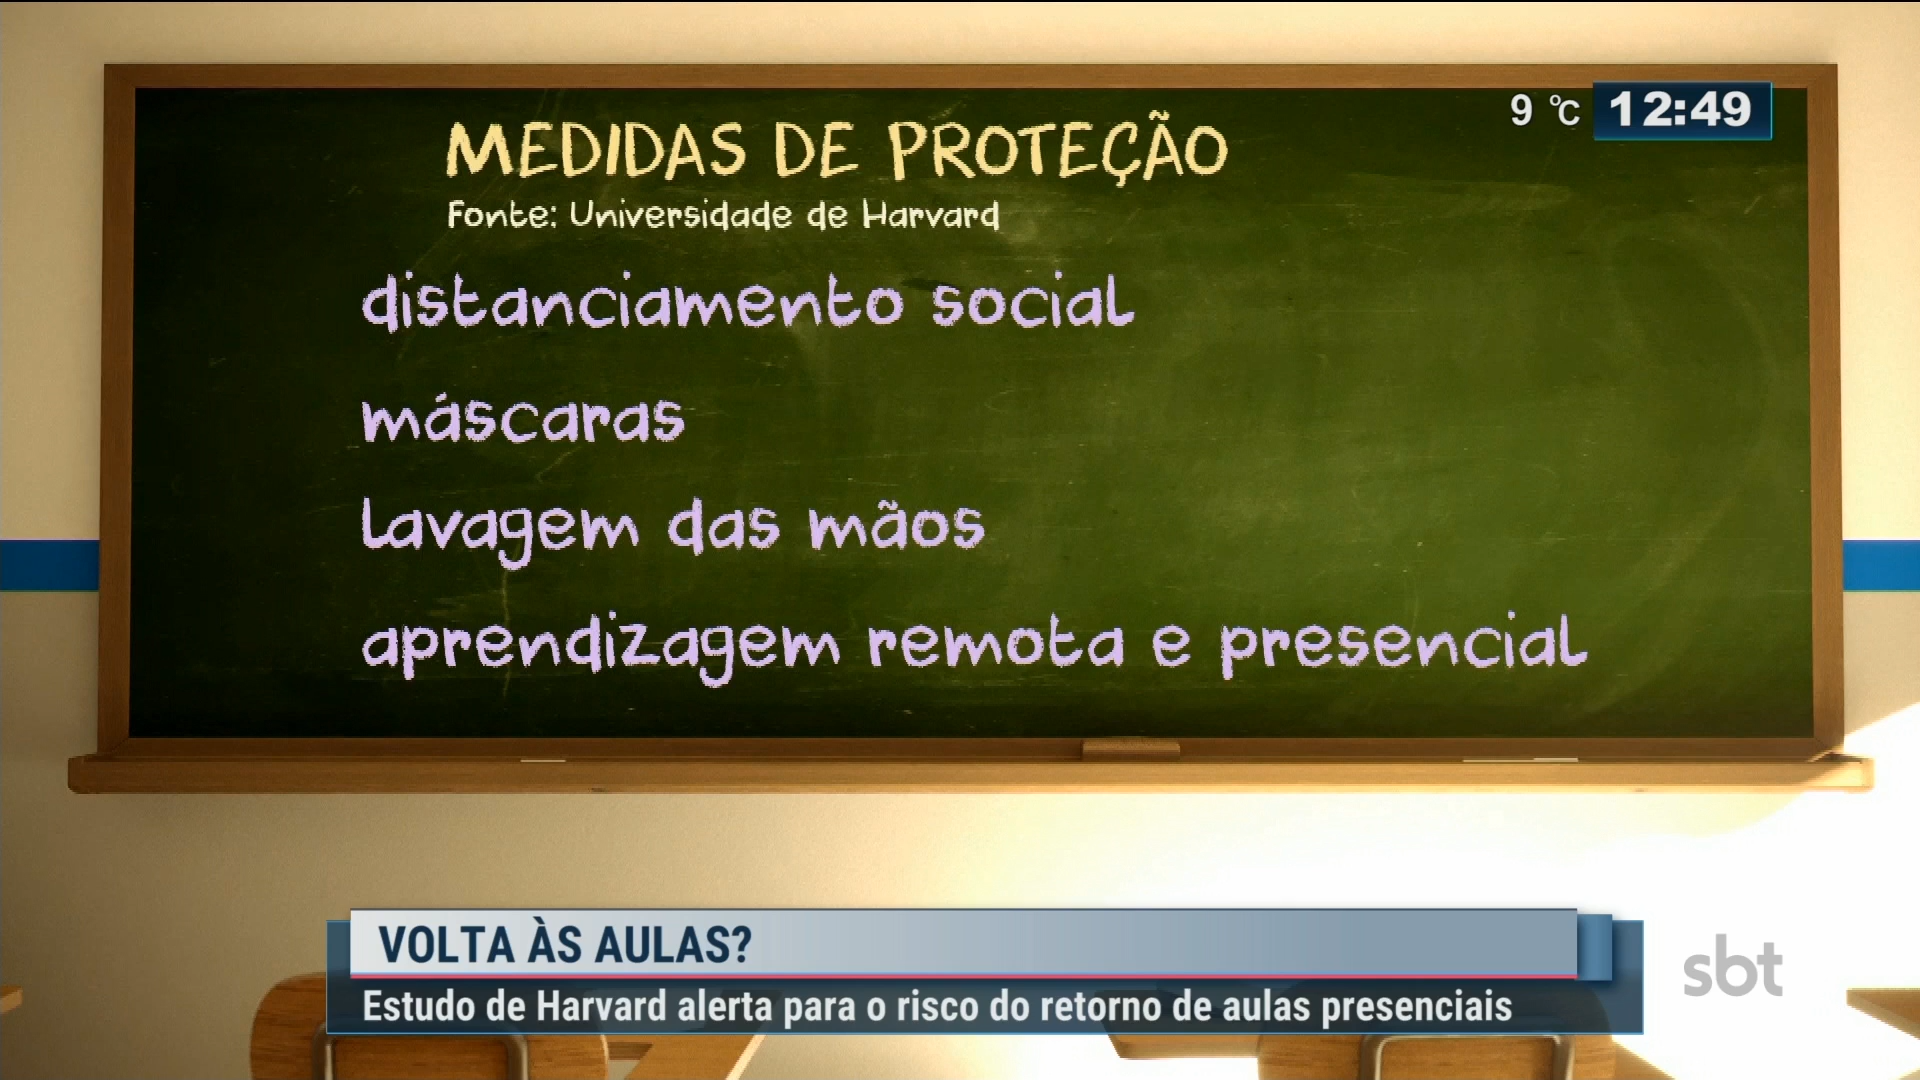 9 °C 12:49
MEDIDAS DE PROTEÇÃO
Fonte: Universidade de Harvard
distanciamento social
máscaras
lavagem das mãos
aprendizagem remota e presencial
VOLTA ÀS AULAS?
Estudo de Harvard alerta para o risco do retorno de aulas presenciais
sbt